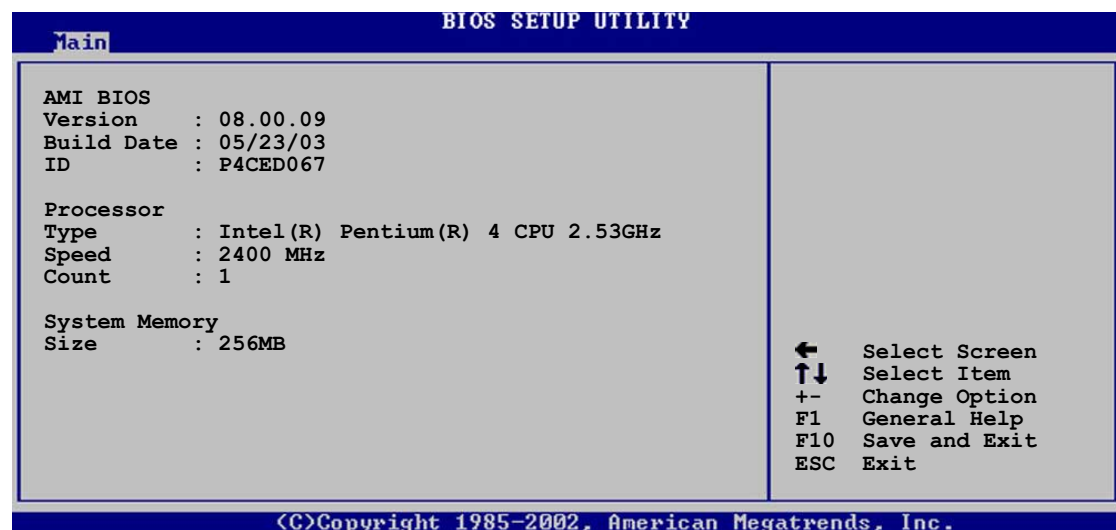 BIOS SETUP UTILITY
Main
AMI BIOS
Version : 08.00.09
Build Date : 05/23/03
ID : P4CED067
Processor
Type : Intel(R) Pentium(R) 4 CPU 2.53GHz
Speed : 2400 MHz
Count : 1
System Memory
Size : 256MB
← Select Screen
↑↓ Select Item
+- Change Option
F1 General Help
F10 Save and Exit
ESC Exit
(C)Copyright 1985-2002, American Megatrends, Inc.